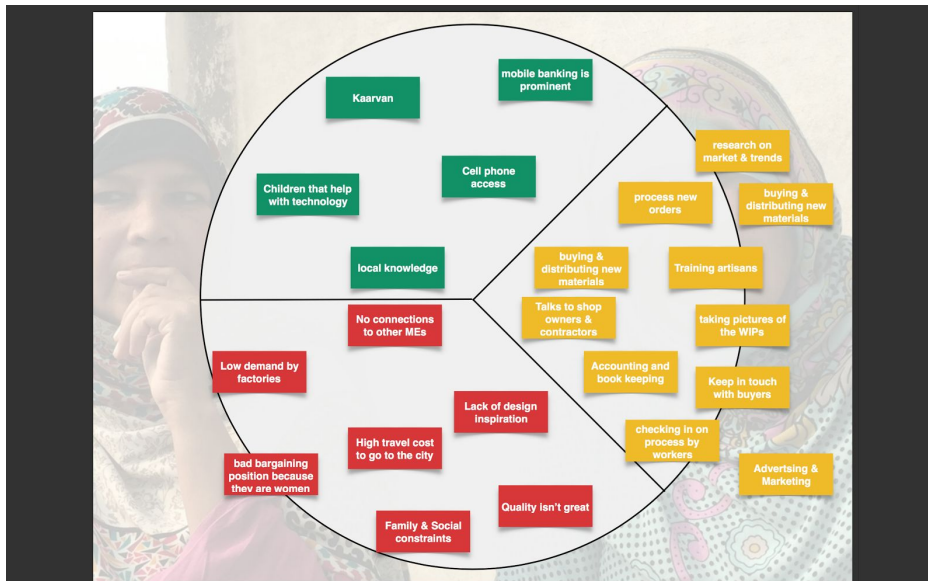 Kaarvan
mobile banking is
prominent
Children that help
with technology
Cell phone
access
local knowledge
research on
market & trends
process new
orders
buying &
distributing new
materials
buying &
distributing new
materials
Training artisans
Talks to shop
owners &
contractors
taking pictures of
the WIPs
Accounting and
book keeping
Keep in touch
with buyers
checking in on
process by
workers
Advertsing &
Marketing
No connections
to other MEs
Low demand by
factories
Lack of design
inspiration
High travel cost
to go to the city
bad bargaining
position because
they are women
Quality isn't great
Family & Social
constraints